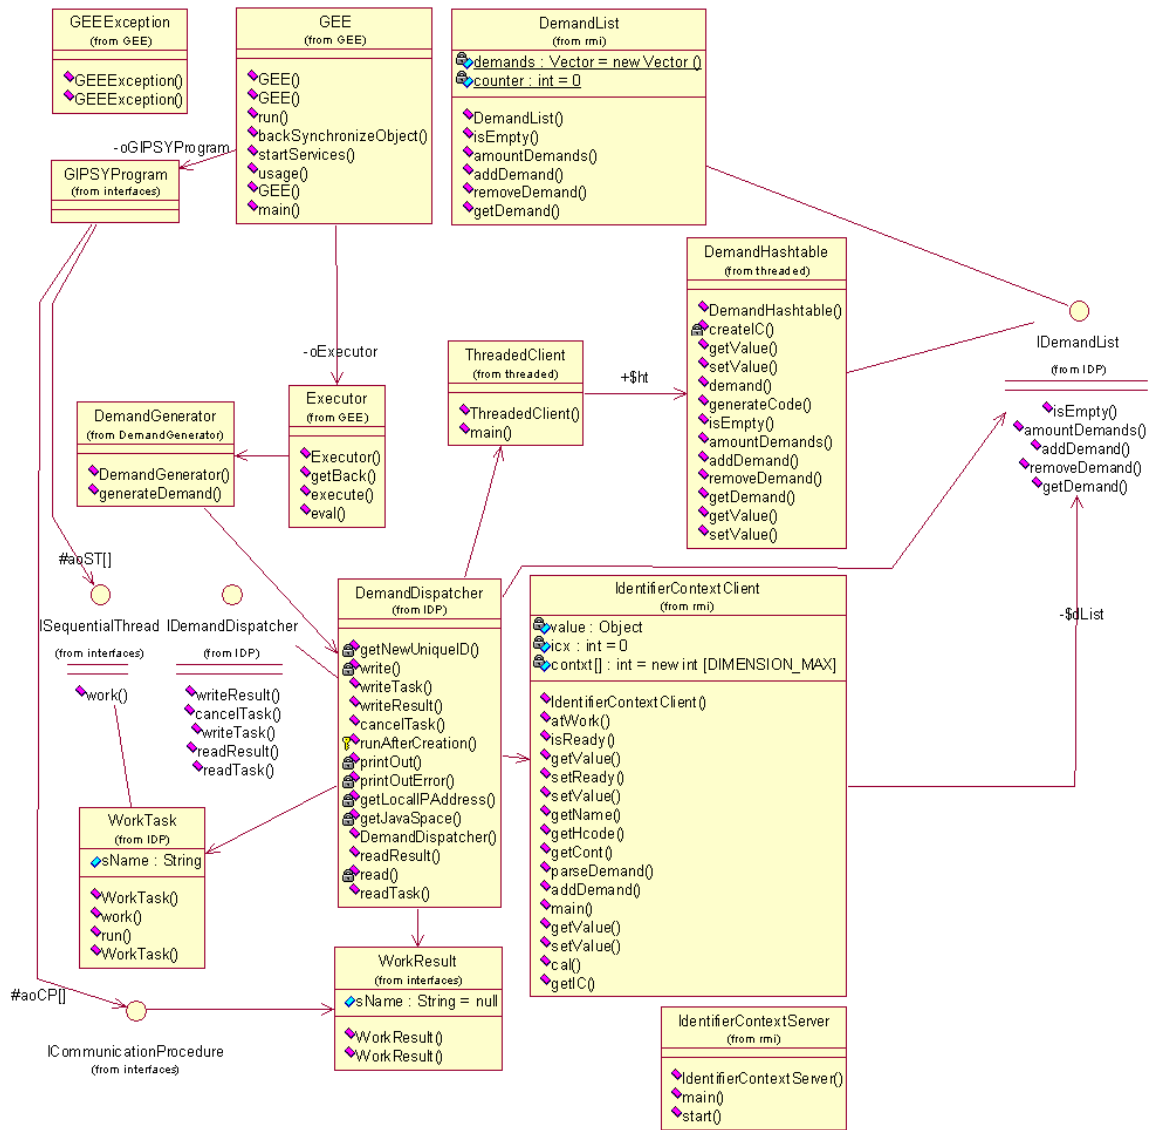 GEEException
(from GEE)
GEEException()
GEEException()
GEE
(from GEE)
GEE()
GEE()
run()
backSynchronizeObject()
startServices()
usage()
GEE()
main()
DemandList
(from rmi)
demands : Vector = new Vector ()
counter : int = 0
DemandList()
isEmpty()
amountDemands()
addDemand()
removeDemand()
getDemand()
-oGIPSYProgram
GIPSYProgram
(from interfaces)
DemandHashtable
(from threaded)
DemandHashtable()
createIC()
getValue()
setValue()
demand()
generateCode()
isEmpty()
amountDemands()
addDemand()
removeDemand()
getDemand()
getValue()
setValue()
IDemandList
(from IDP)
isEmpty()
amountDemands()
addDemand()
removeDemand()
getDemand()
-oExecutor
ThreadedClient
(from threaded)
ThreadedClient()
main()
+$ht
Executor
(from GEE)
Executor()
getBack()
execute()
eval()
DemandGenerator
(from DemandGenerator)
DemandGenerator()
generateDemand()
#aoST[]
ISequentialThread
(from interfaces)
work()
IDemandDispatcher
(from IDP)
writeResult()
cancelTask()
writeTask()
readResult()
readTask()
DemandDispatcher
(from IDP)
getNewUniqueID()
write()
writeTask()
writeResult()
cancelTask()
runAfterCreation()
printOut()
printOutError()
getLocalIPAddress()
getJavaSpace()
DemandDispatcher()
readResult()
read()
readTask()
IdentifierContextClient
(from rmi)
value : Object
icx : int = 0
contxt[] : int = new int [DIMENSION_MAX]
IdentifierContextClient()
atWork()
isReady()
getValue()
setReady()
setValue()
getName()
getHcode()
getCont()
parseDemand()
addDemand()
main()
getValue()
setValue()
cal()
getIC()
-$dList
WorkTask
(from IDP)
sName : String
WorkTask()
work()
run()
WorkTask()
WorkResult
(from interfaces)
sName : String = null
WorkResult()
WorkResult()
#aoCP[]
ICommunicationProcedure
(from interfaces)
IdentifierContextServer
(from rmi)
IdentifierContextServer()
main()
start()